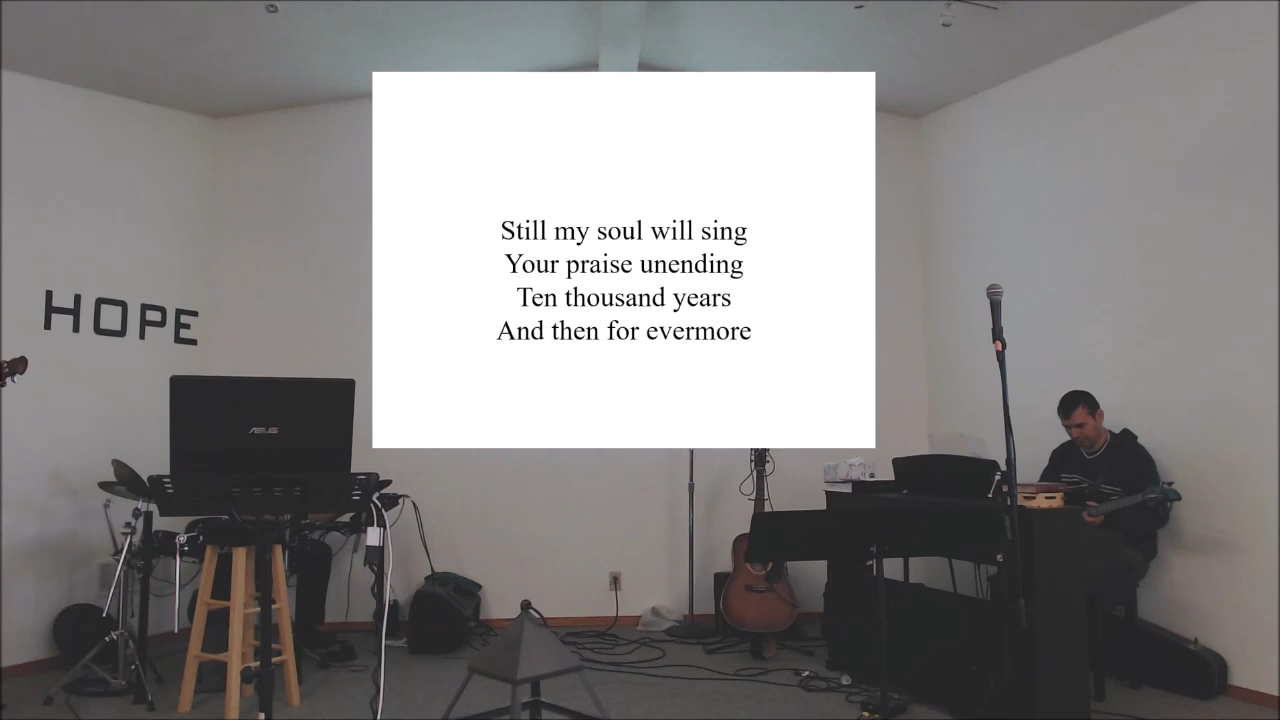 Still my soul will sing
Your praise unending
Ten thousand years
And then for evermore
HOPE
ASUS